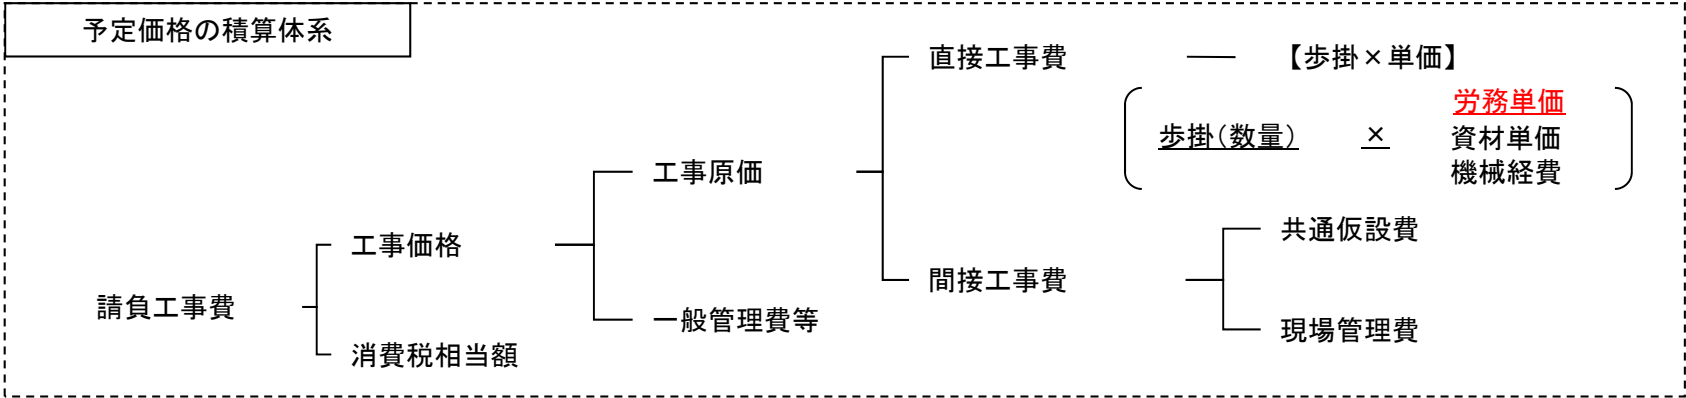 予定価格の積算体系
直接工事費 【歩掛×単価】
労務単価
歩掛(数量) × 資材単価
機械経費
工事原価
共通仮設費
工事価格
間接工事費
請負工事費
一般管理費等
現場管理費
消費税相当額